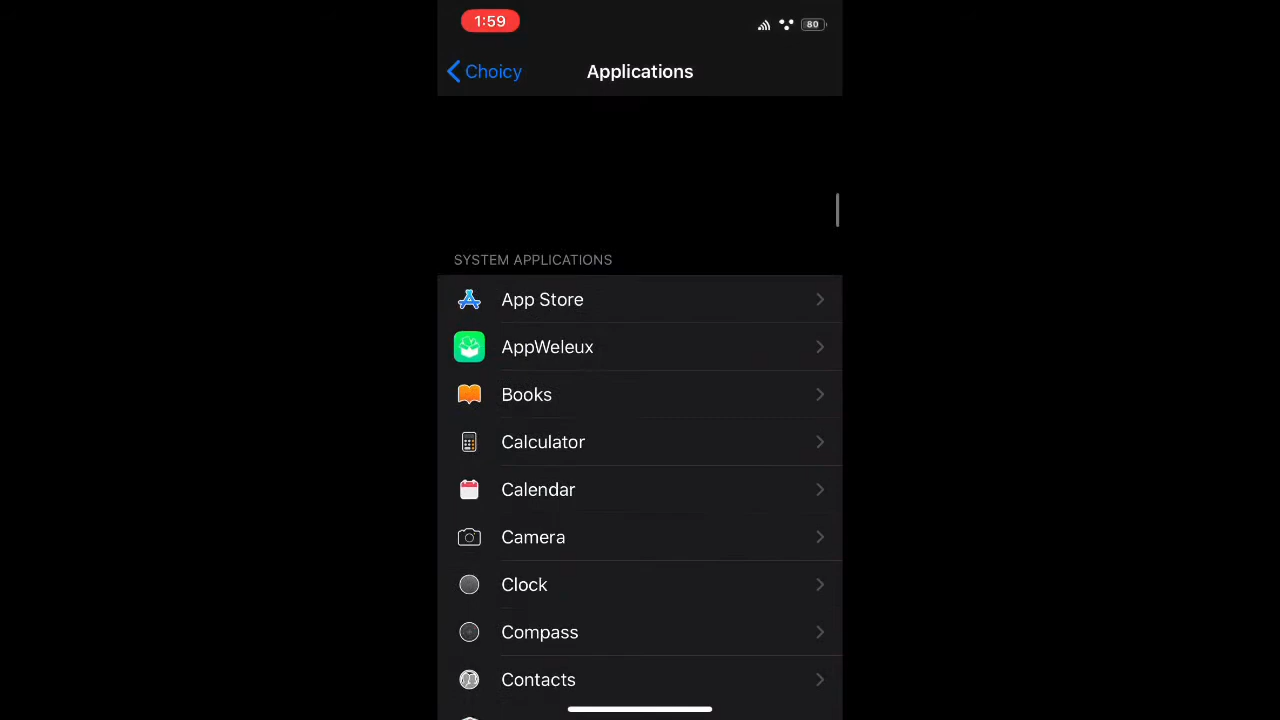 1:59
80
Choicy
Applications
SYSTEM APPLICATIONS
App Store
AppWeleux
Books
Calculator
Calendar
Camera
Clock
Compass
Contacts